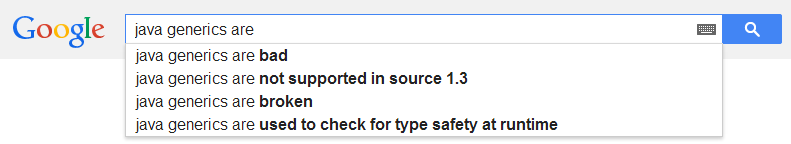 Google java generics are
java generics are bad
java generics are not supported in source 1.3
java generics are broken
java generics are used to check for type safety at runtime